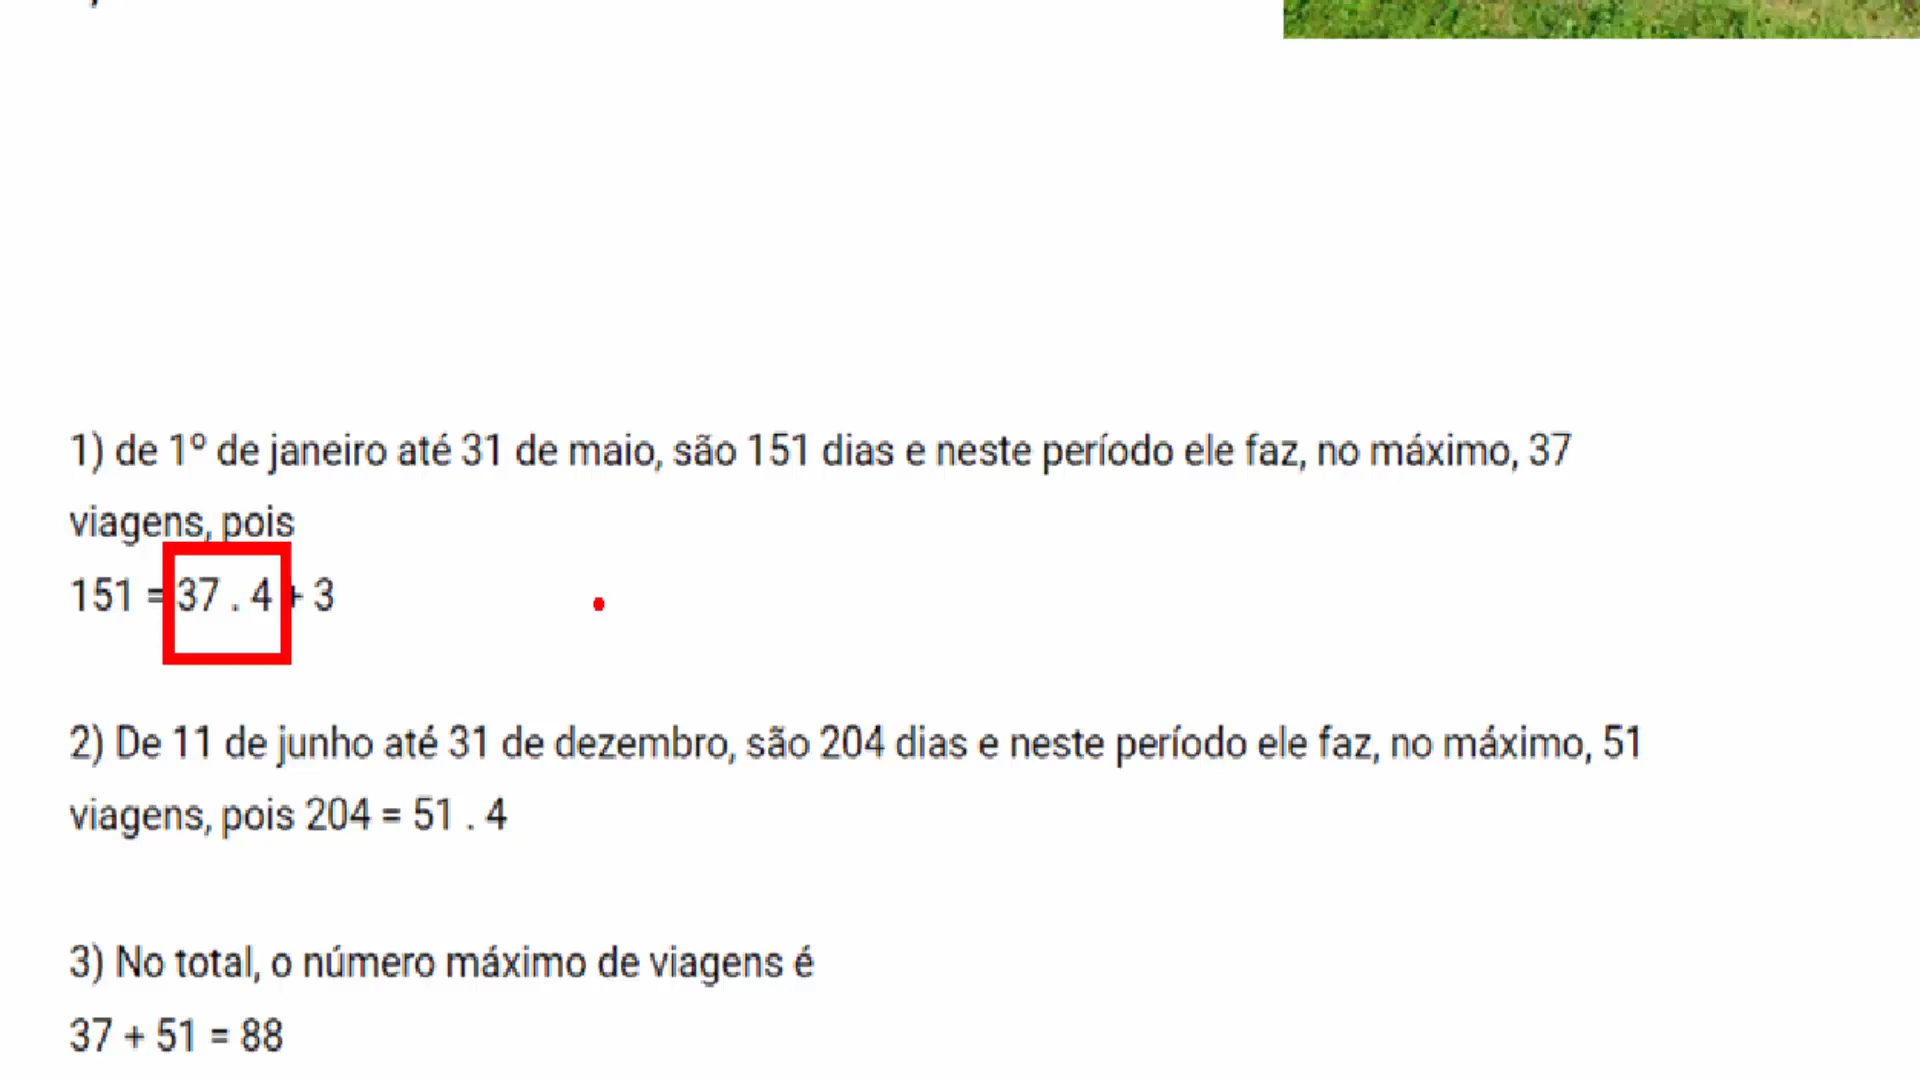 1) de 1º de janeiro até 31 de maio, são 151 dias e neste período ele faz, no máximo, 37
viagens, pois
151 = 37 . 4 + 3
2) De 11 de junho até 31 de dezembro, são 204 dias e neste período ele faz, no máximo, 51
viagens, pois 204 = 51 . 4
3) No total, o número máximo de viagens é
37 + 51 = 88